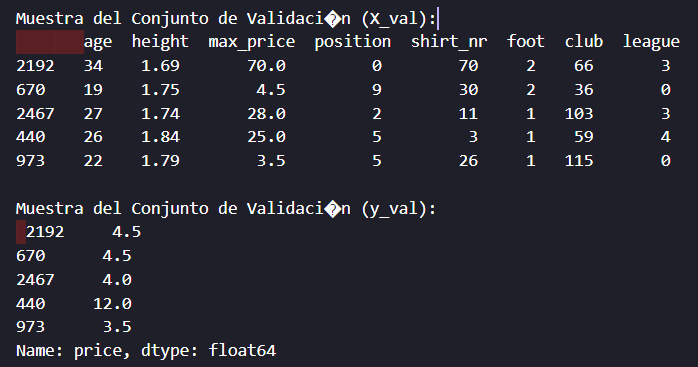 Muestra del Conjunto de Validaci�n (X_val):
age height max_price position shirt_nr foot club league
2192 34 1.69 70.0 0 70 2 66 3
670 19 1.75 4.5 9 30 2 36 0
2467 27 1.74 28.0 2 11 1 103 3
440 26 1.84 25.0 5 3 1 59 4
973 22 1.79 3.5 5 26 1 115 0
Muestra del Conjunto de Validaci�n (y_val):
2192 4.5
670 4.5
2467 4.0
440 12.0
973 3.5
Name: price, dtype: float64